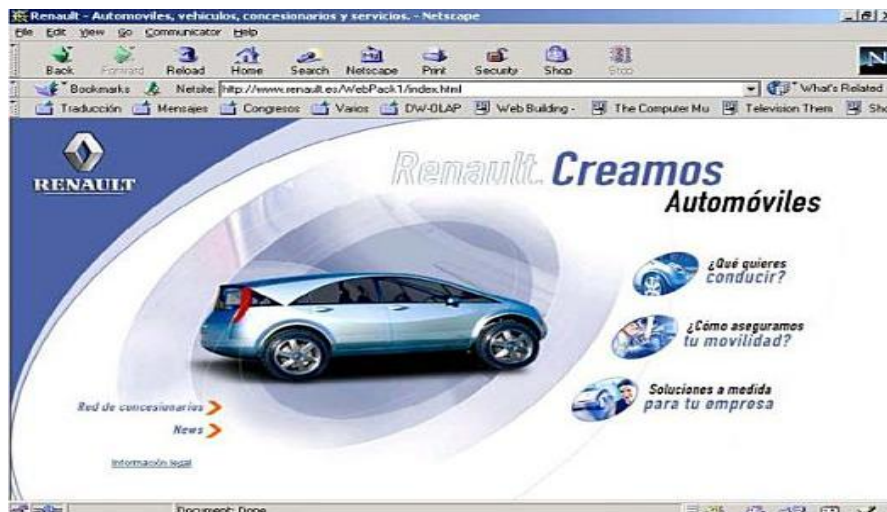 Renault - Automoviles, vehiculos, concesionarios y servicios. - Netscape
File Edit View Go Communicator Help
Back Forward Reload Home Search Netscape Print Security Shop Stop
Bookmarks Netsite: http://www.renault.es/WebPack1/index.html What's Related
Traducción Mensajes Congresos Varios DW-OLAP Web Building - The Computer Mu Television Them Sho
RENAULT
Renault. Creamos
Automóviles
¿Qué quieres
conducir?
¿Cómo aseguramos
tu movilidad?
Soluciones a medida
para tu empresa
Red de concesionarios
News
Información legal
Document: Done